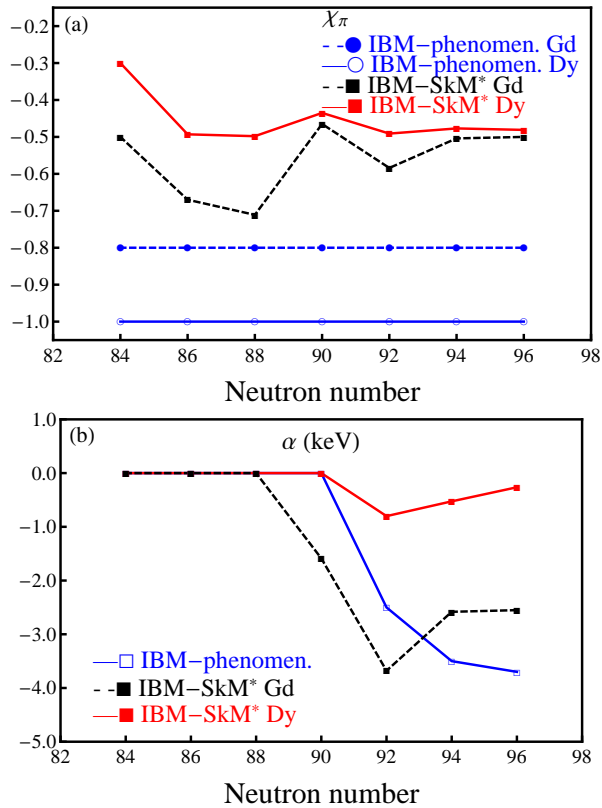 (a)
χπ
IBM−phenomen. Gd
IBM−phenomen. Dy
IBM−SkM* Gd
IBM−SkM* Dy
−0.2
−0.3
−0.4
−0.5
−0.6
−0.7
−0.8
−0.9
−1.0
82 84 86 88 90 92 94 96 98
Neutron number
(b)
α (keV)
1.0
0.0
−1.0
−2.0
−3.0
−4.0
−5.0
IBM−phenomen.
IBM−SkM* Gd
IBM−SkM* Dy
82 84 86 88 90 92 94 96 98
Neutron number